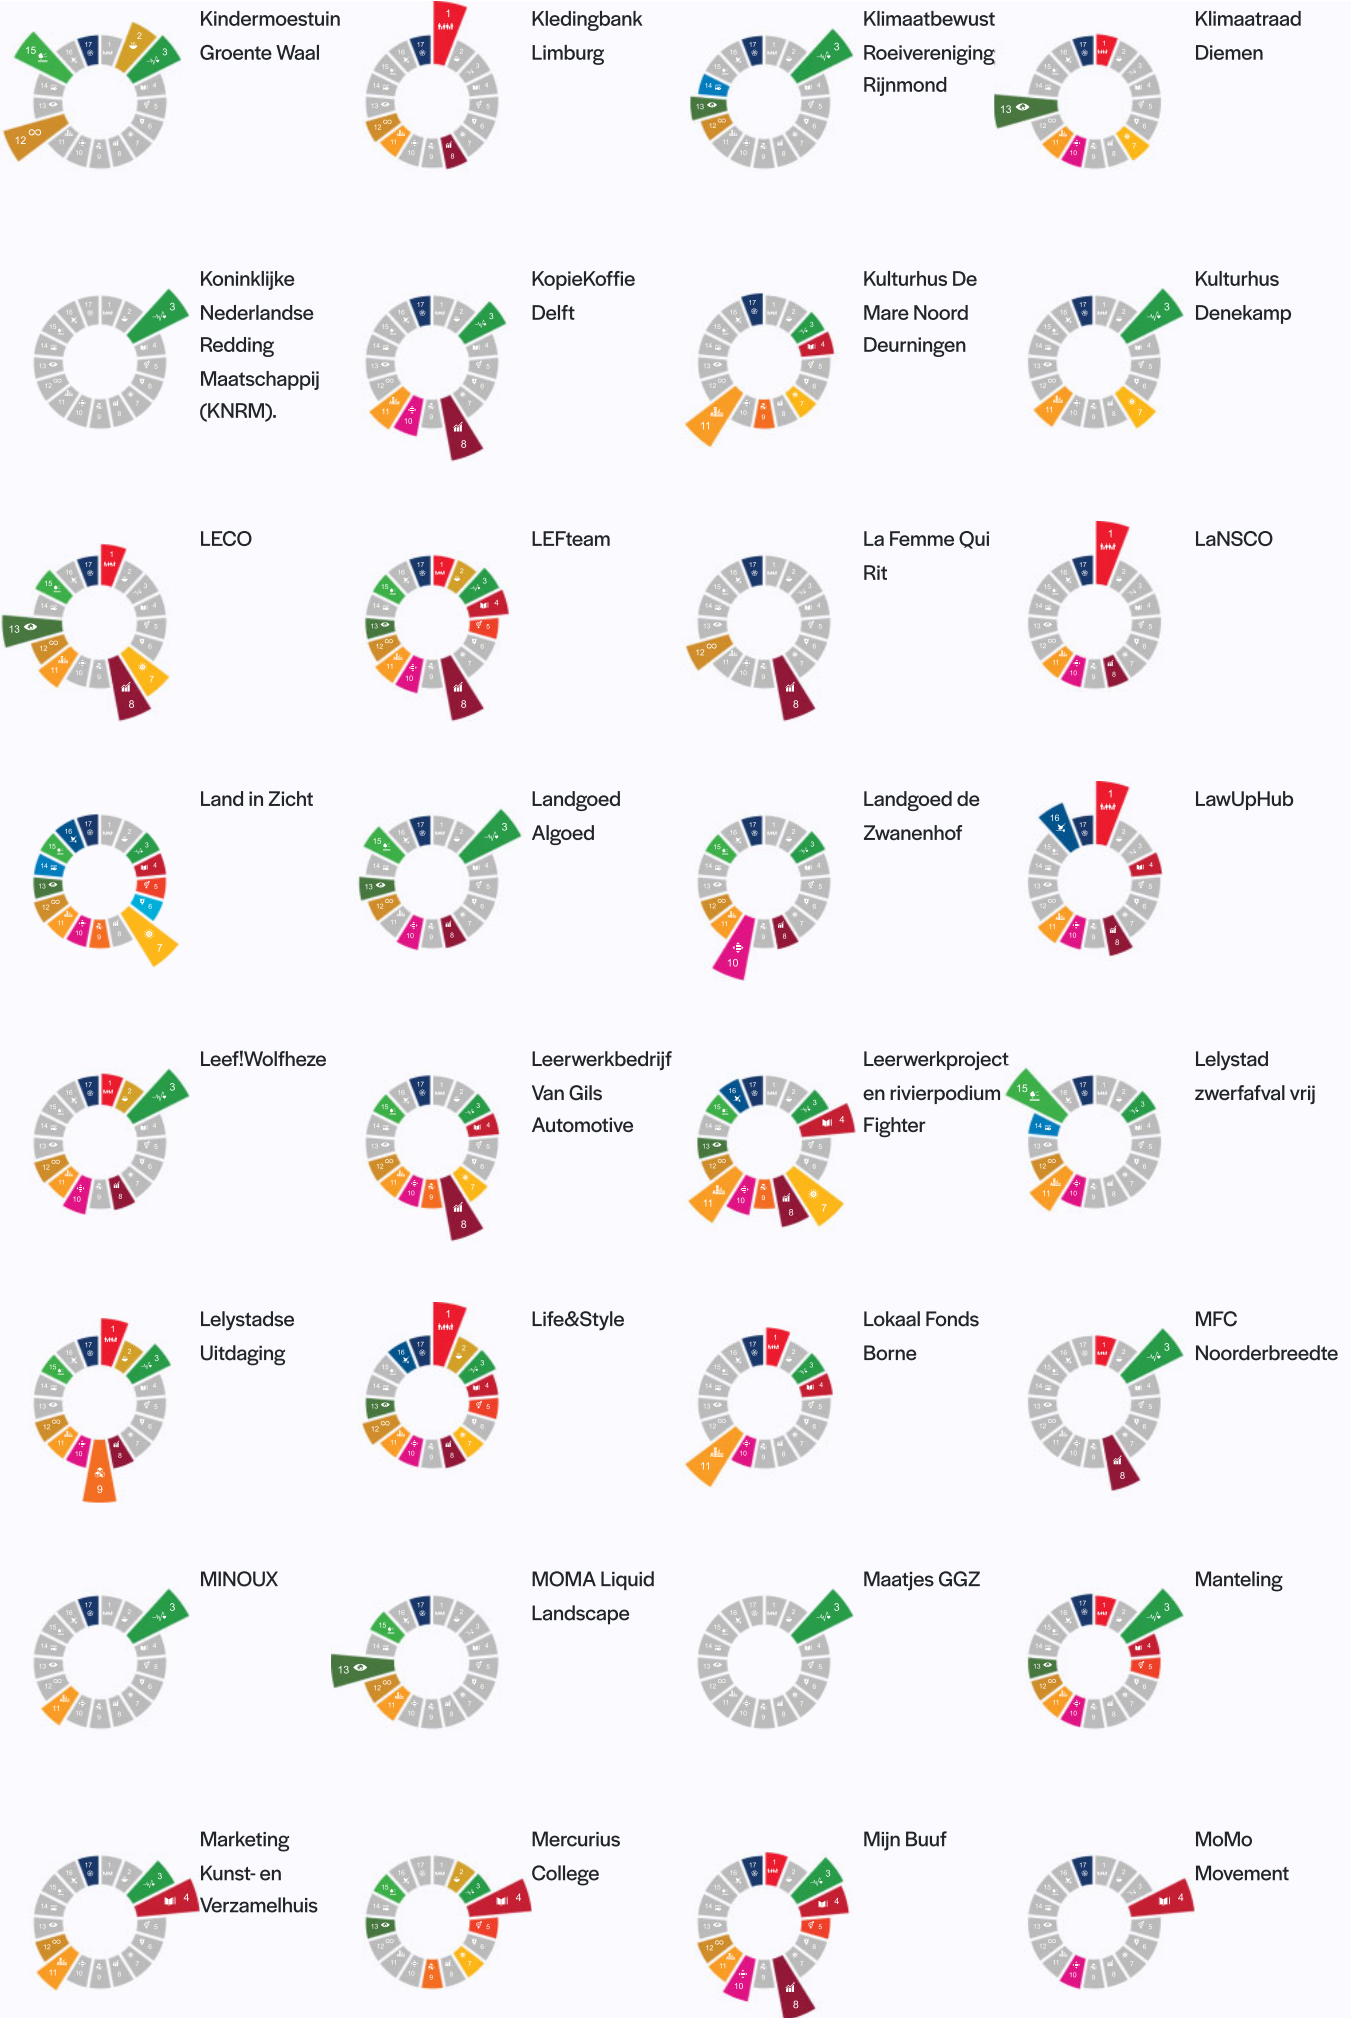 Kindermoestuin
Groente Waal
Kledingbank
Limburg
Klimaatbewust
Roeivereniging
Rijnmond
Klimaatraad
Diemen
Koninklijke
Nederlandse
Redding
Maatschappij
(KNRM).
KopieKoffie
Delft
Kulturhus De
Mare Noord
Deurningen
Kulturhus
Denekamp
LECO
LEFteam
La Femme Qui
Rit
LaNSCO
Land in Zicht
Landgoed
Algoed
Landgoed de
Zwanenhof
LawUpHub
Leef!Wolfheze
Leerwerkbedrijf
Van Gils
Automotive
Leerwerkproject
en rivierpodium
Fighter
Lelystad
zwerfafval vrij
Lelystadse
Uitdaging
Life&Style
Lokaal Fonds
Borne
MFC
Noorderbreedte
MINOUX
MOMA Liquid
Landscape
Maatjes GGZ
Manteling
Marketing
Kunst- en
Verzamelhuis
Mercurius
College
Mijn Buuf
MoMo
Movement